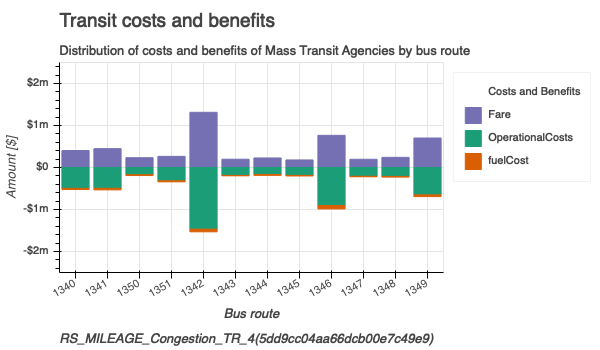 Transit costs and benefits
Distribution of costs and benefits of Mass Transit Agencies by bus route
Amount [$]
$2m
$1m
$0
-$1m
-$2m
1340
1341
1350
1351
1342
1343
1344
1345
1346
1347
1348
1349
Bus route
Costs and Benefits
Fare
OperationalCosts
fuelCost
RS_MILEAGE_Congestion_TR_4(5dd9cc04aa66dcb00e7c49e9)